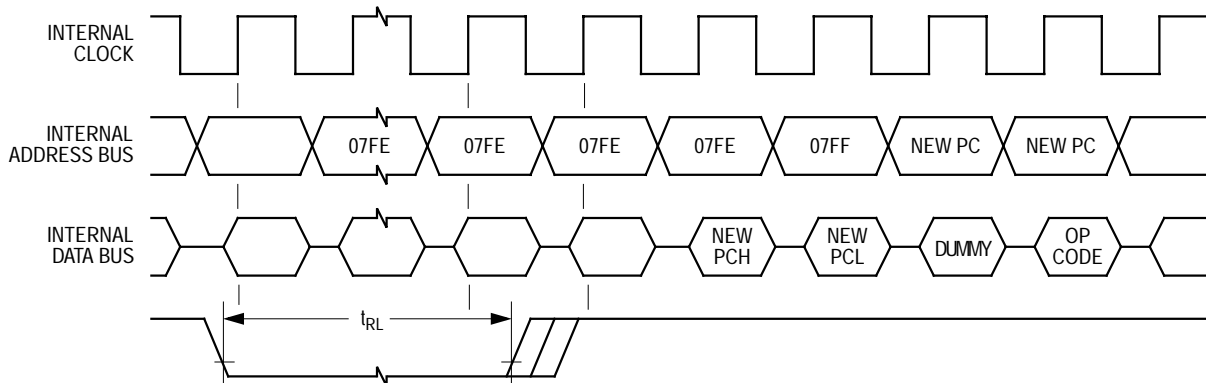 INTERNAL
CLOCK
INTERNAL
ADDRESS BUS
07FE
07FE
07FE
07FE
07FF
NEW PC
NEW PC
INTERNAL
DATA BUS
NEW
PCH
NEW
PCL
DUMMY
OP
CODE
tRL